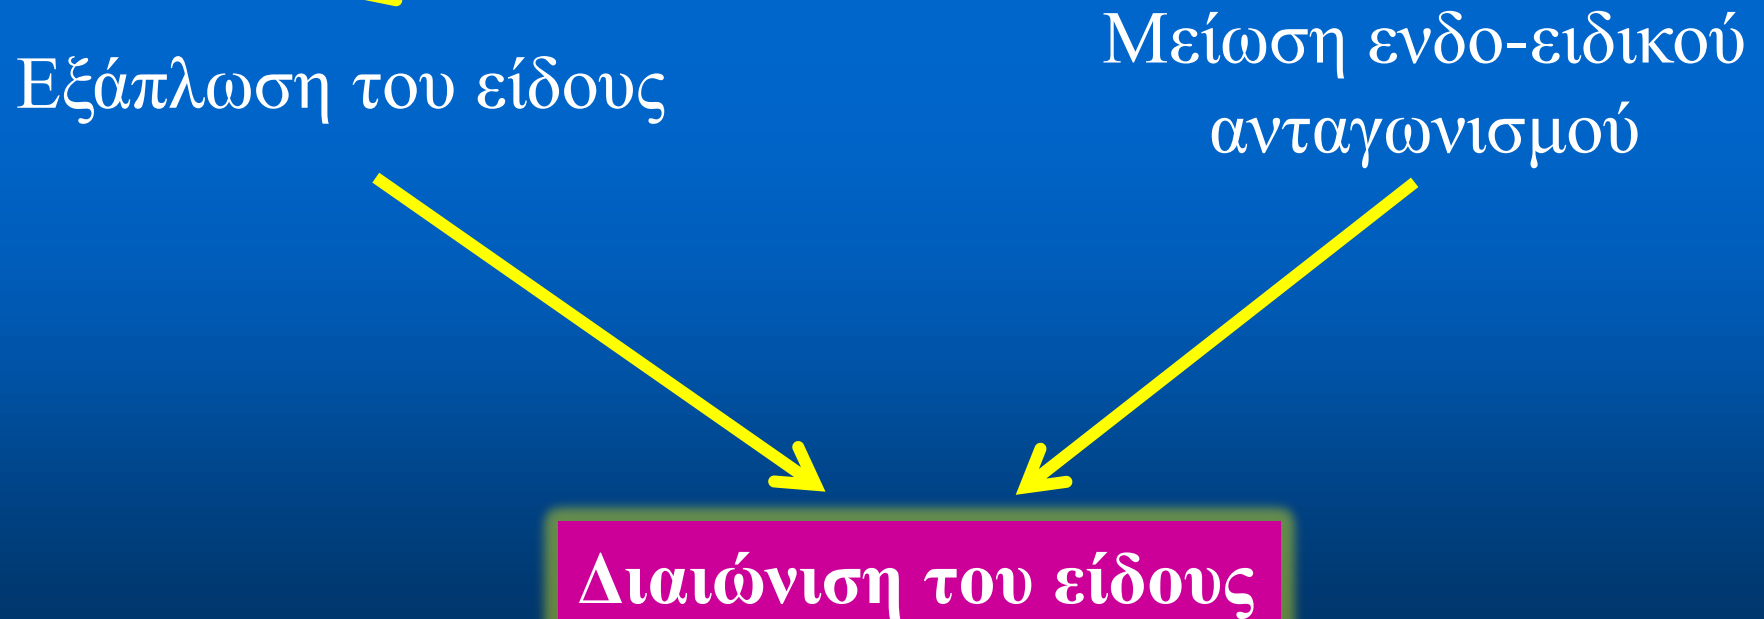 Εξάπλωση του είδους
Μείωση ενδο-ειδικού
ανταγωνισμού
Διαιώνιση του είδους